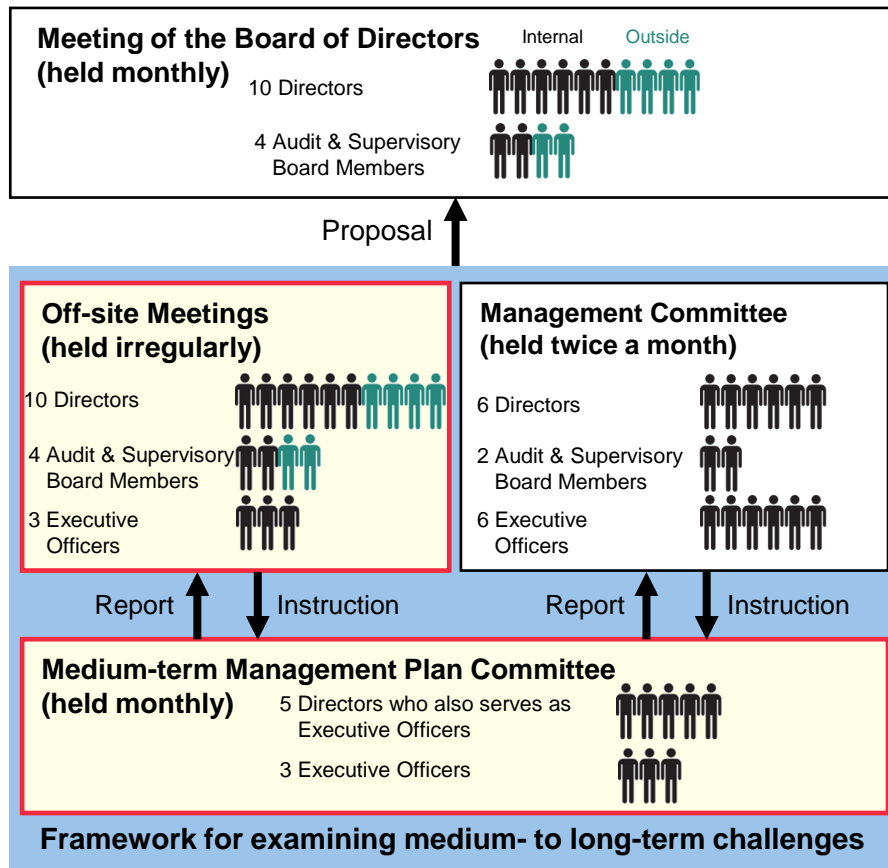 Meeting of the Board of Directors
(held monthly)
Internal
Outside
10 Directors
4 Audit & Supervisory
Board Members
Proposal
Off-site Meetings
(held irregularly)
10 Directors
4 Audit & Supervisory
Board Members
3 Executive
Officers
Management Committee
(held twice a month)
6 Directors
2 Audit & Supervisory
Board Members
6 Executive
Officers
Report
Instruction
Report
Instruction
Medium-term Management Plan Committee
(held monthly)
5 Directors who also serves as
Executive Officers
3 Executive Officers
Framework for examining medium- to long-term challenges